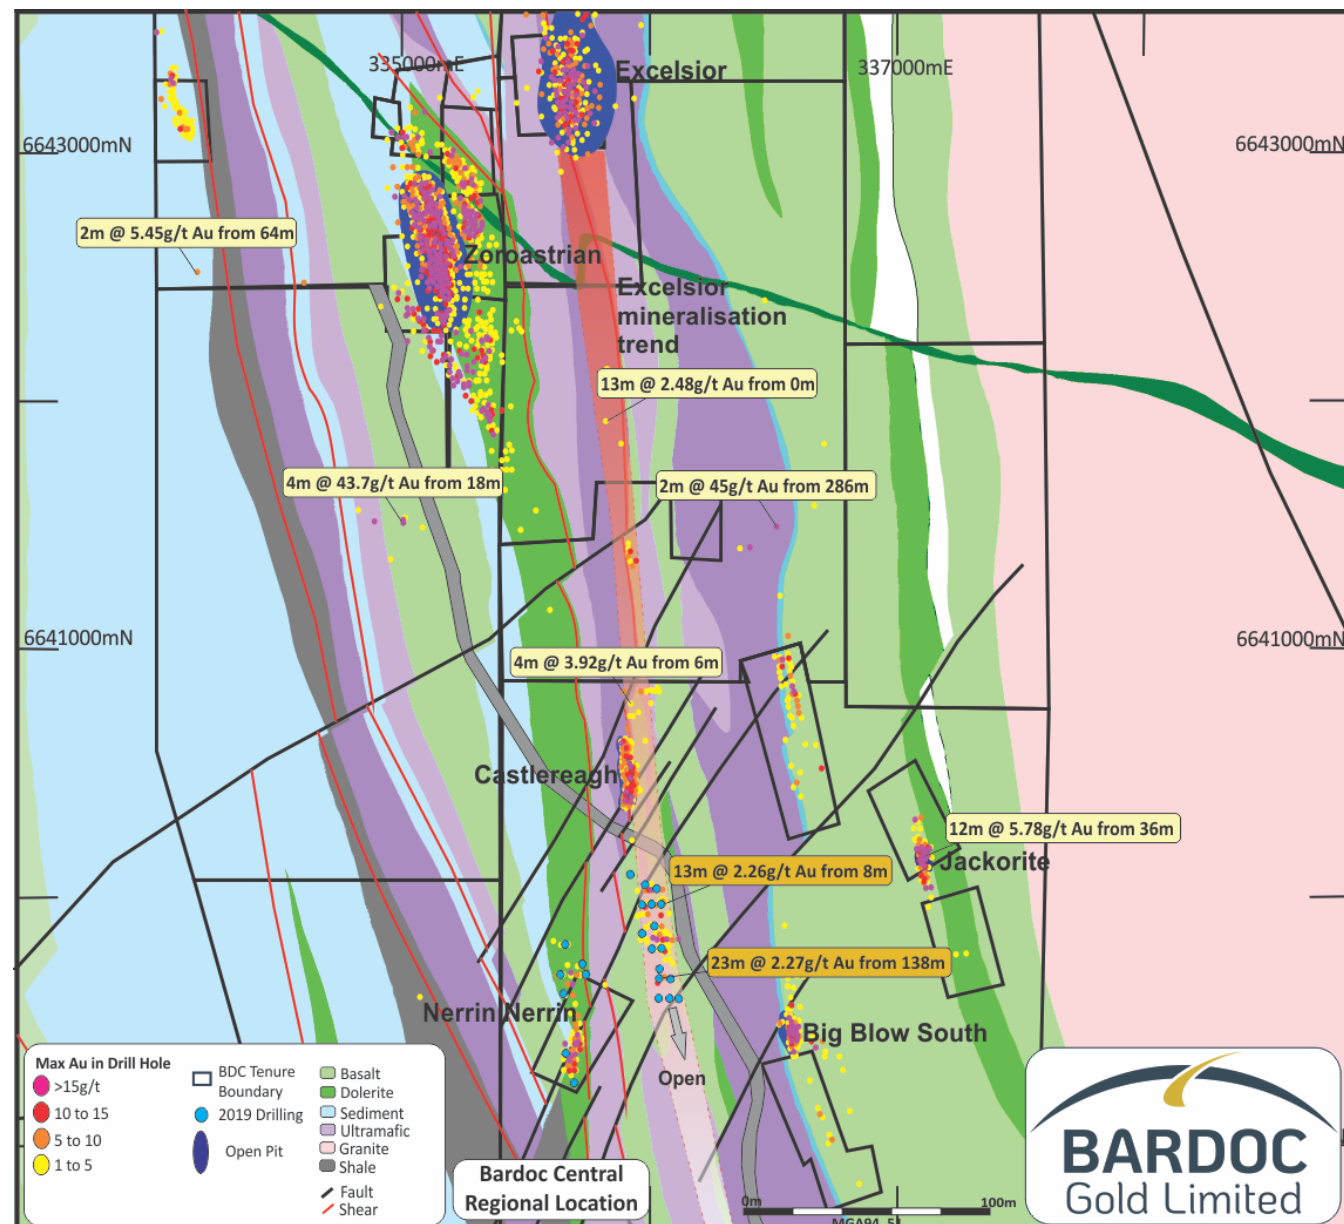 Excelsior
335000mE
337000mE
6643000mN
6643000mN
2m @ 5.45g/t Au from 64m
Zoroastrian
Excelsior
mineralisation
trend
13m @ 2.48g/t Au from 0m
4m @ 43.7g/t Au from 18m
2m @ 45g/t Au from 286m
6641000mN
6641000mN
4m @ 3.92g/t Au from 6m
Castlereagh
12m @ 5.78g/t Au from 36m
Jackorite
13m @ 2.26g/t Au from 8m
23m @ 2.27g/t Au from 138m
Nerrin Nerrin
Big Blow South
Open
Max Au in Drill Hole
>15g/t
10 to 15
5 to 10
1 to 5
BDC Tenure
Boundary
2019 Drilling
Open Pit
Basalt
Dolerite
Sediment
Ultramafic
Granite
Shale
Fault
Shear
Bardoc Central
Regional Location
0m
100m
BARDOC
Gold Limited